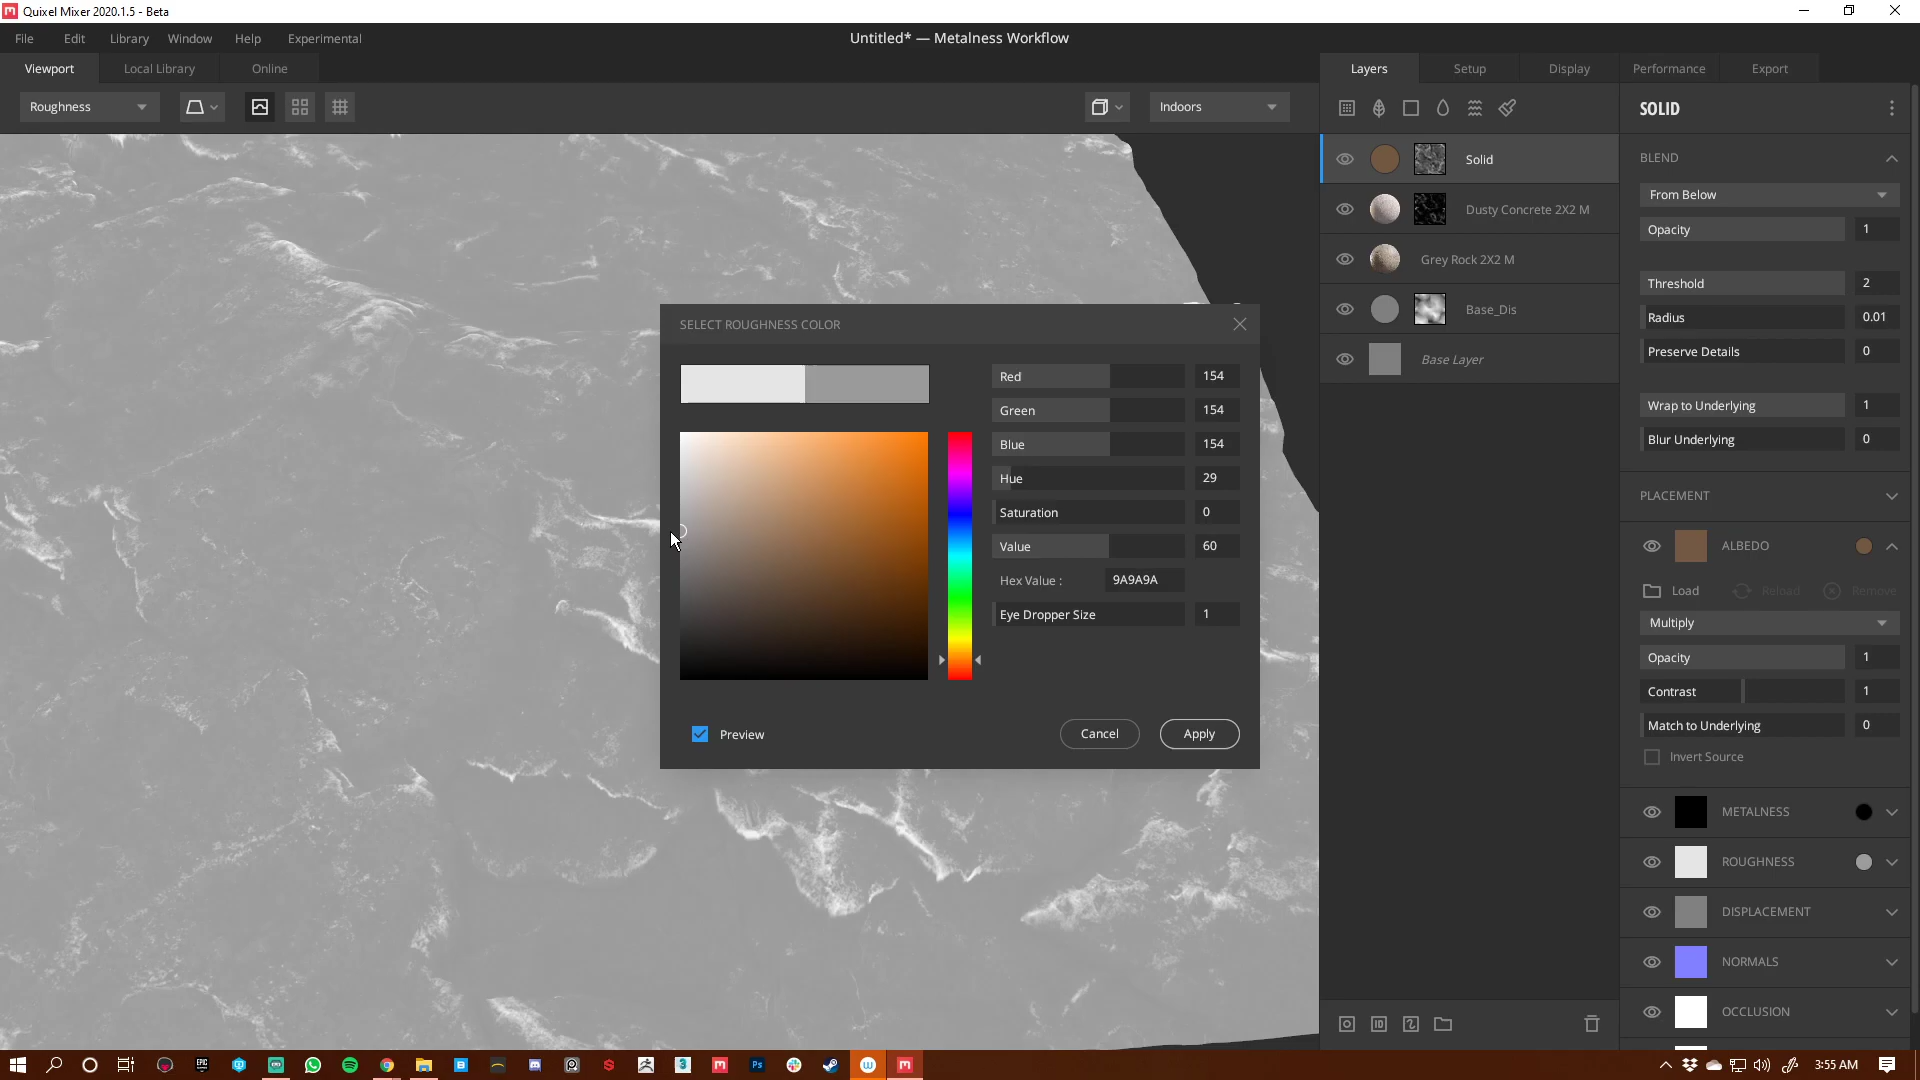 Quixel Mixer 2020.1.5 - Beta
File Edit Library Window Help Experimental
Untitled* — Metalness Workflow
Viewport Local Library Online
Layers Setup Display Performance Export
Roughness
Indoors
SOLID
Solid
Dusty Concrete 2X2 M
Grey Rock 2X2 M
Base_Dis
Base Layer
BLEND
From Below
Opacity 1
Threshold 2
Radius 0.01
Preserve Details 0
Wrap to Underlying 1
Blur Underlying 0
PLACEMENT
ALBEDO
Load Reload Remove
Multiply
Opacity 1
Contrast 1
Match to Underlying 0
Invert Source
METALNESS
ROUGHNESS
DISPLACEMENT
NORMALS
OCCLUSION
SELECT ROUGHNESS COLOR
Red 154
Green 154
Blue 154
Hue 29
Saturation 0
Value 60
Hex Value : 9A9A9A
Eye Dropper Size 1
Preview
Cancel Apply
3:55 AM